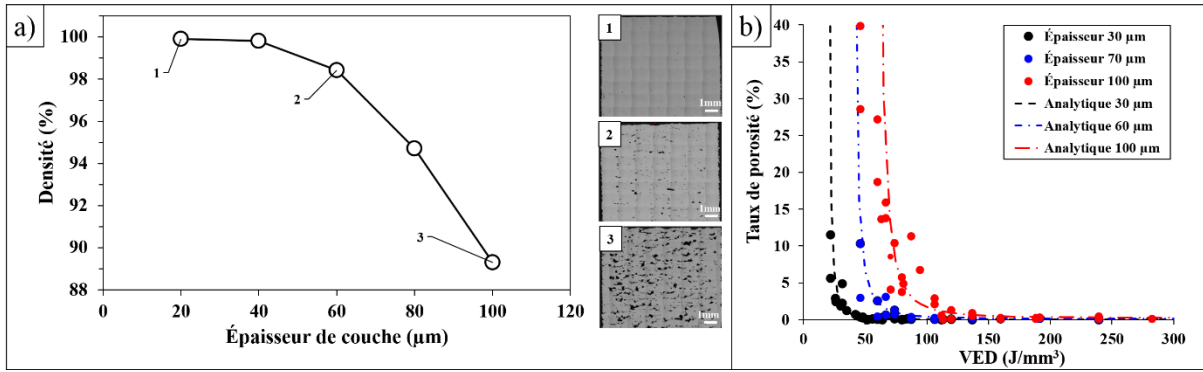 a)
Densité (%)
100
98
96
94
92
90
88
0
20
40
60
80
100
120
Épaisseur de couche (µm)
1
2
3
1
1mm
2
1mm
3
1mm
b)
Taux de porosité (%)
40
35
30
25
20
15
10
5
0
0
50
100
150
200
250
300
VED (J/mm³)
Épaisseur 30 µm
Épaisseur 70 µm
Épaisseur 100 µm
Analytique 30 µm
Analytique 60 µm
Analytique 100 µm